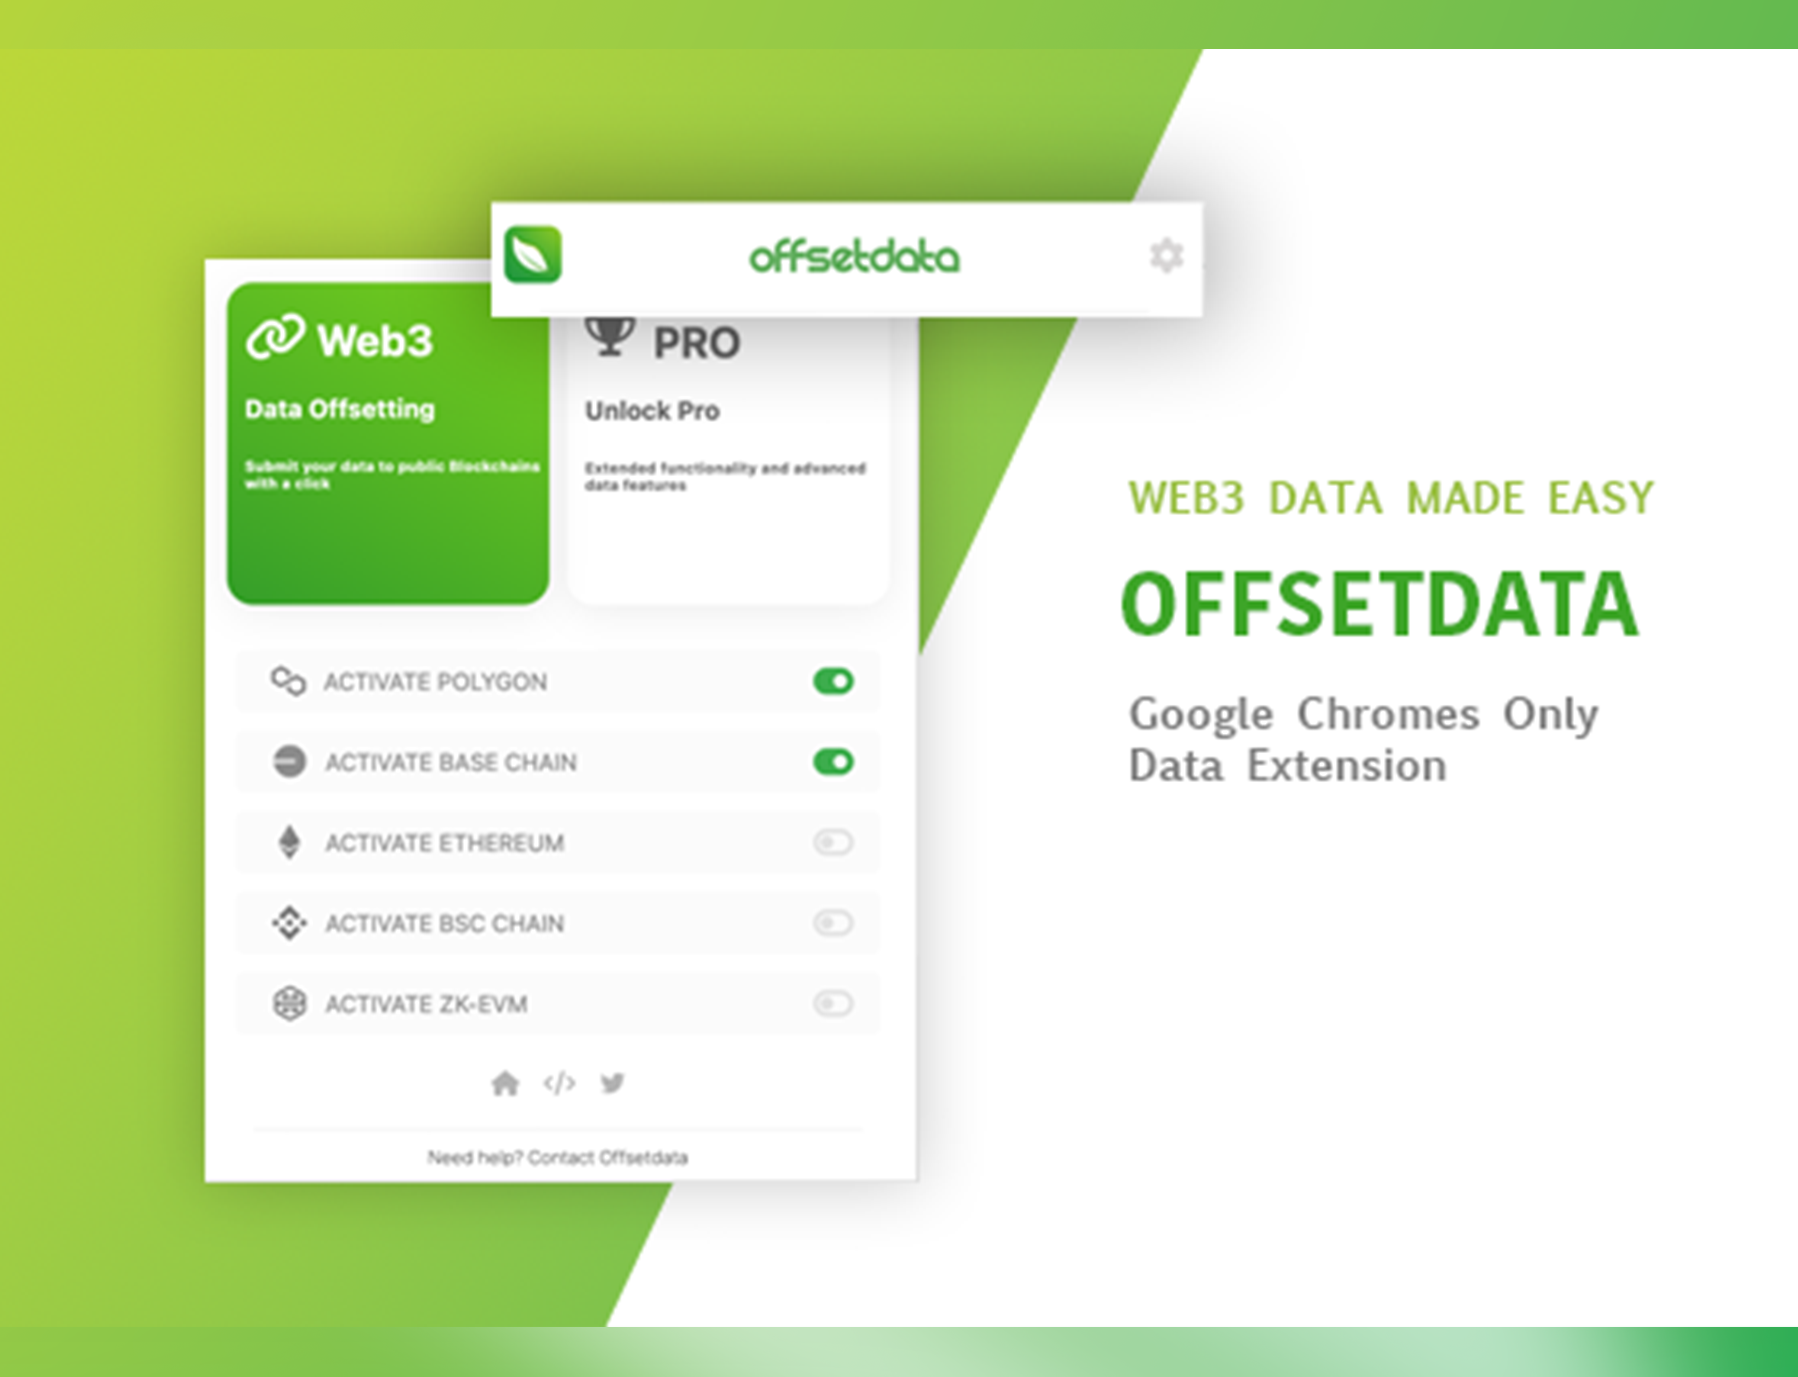 offsetdata
Web3
Data Offsetting
Submit your data to public Blockchains
with a click
PRO
Unlock Pro
Extended functionality and advanced
data features
ACTIVATE POLYGON
ACTIVATE BASE CHAIN
ACTIVATE ETHEREUM
ACTIVATE BSC CHAIN
ACTIVATE ZK-EVM
Need help? Contact Offsetdata
WEB3 DATA MADE EASY
OFFSETDATA
Google Chromes Only
Data Extension